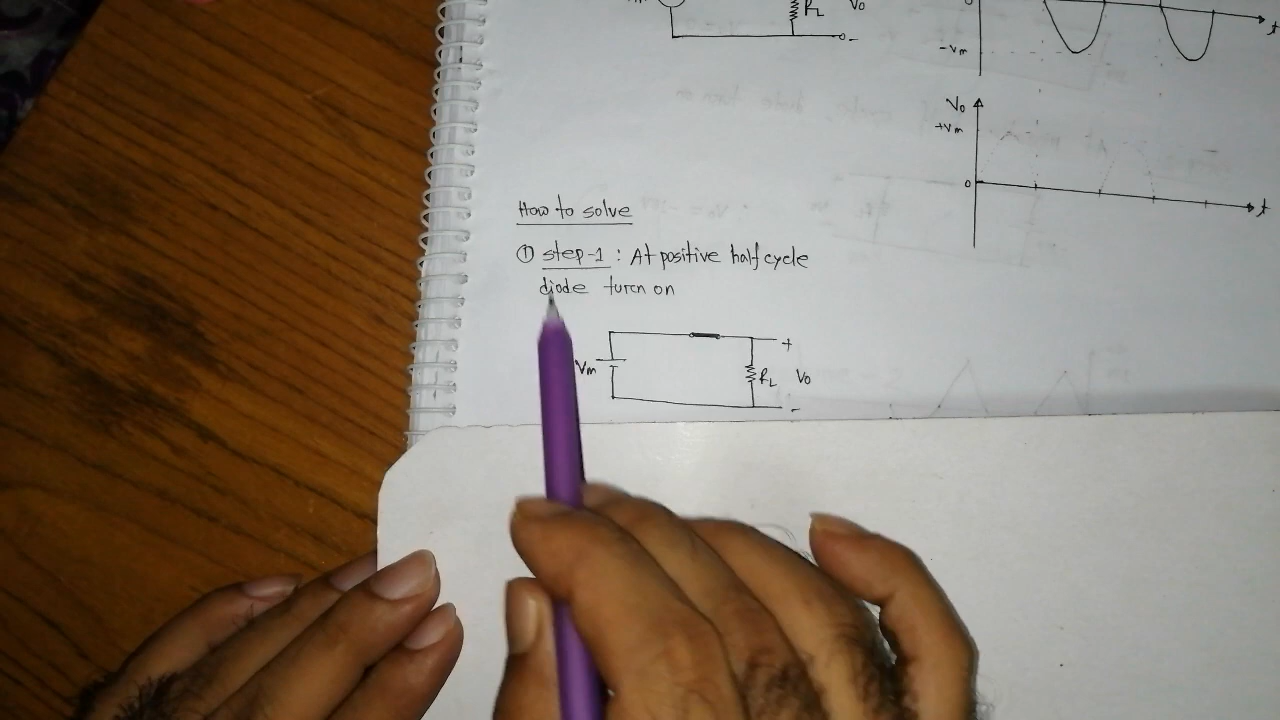 RL Vo
-
0
t
-Vm
Vo
+Vm
0
t
How to solve
① step-1 : At positive half cycle
diode turn on
+
Vm
RL Vo
-